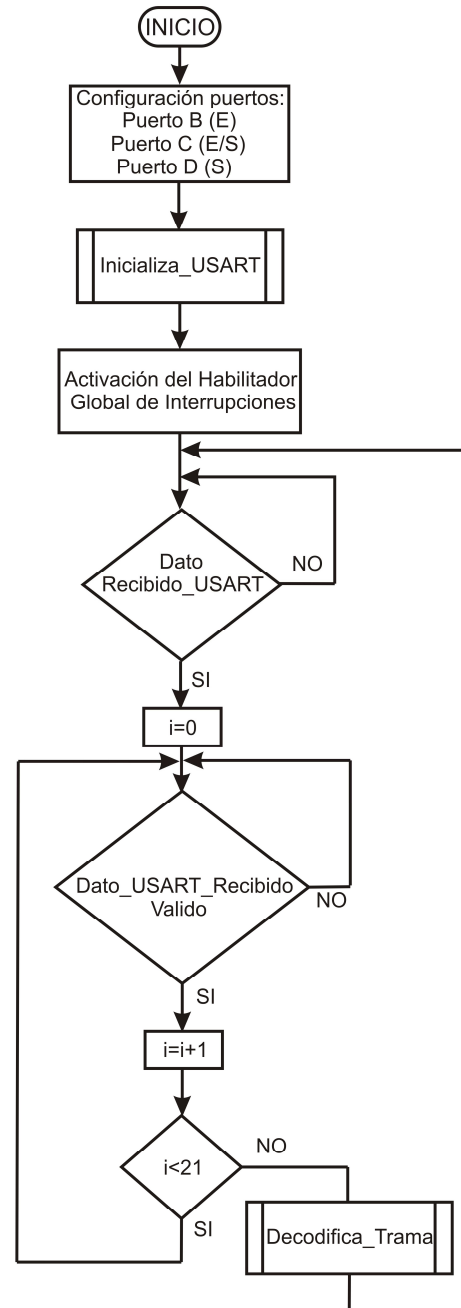 INICIO
Configuración puertos:
Puerto B (E)
Puerto C (E/S)
Puerto D (S)
Inicializa_USART
Activación del Habilitador
Global de Interrupciones
Dato
Recibido_USART
NO
SI
i=0
Dato_USART_Recibido
Valido
NO
SI
i=i+1
i<21
NO
SI
Decodifica_Trama